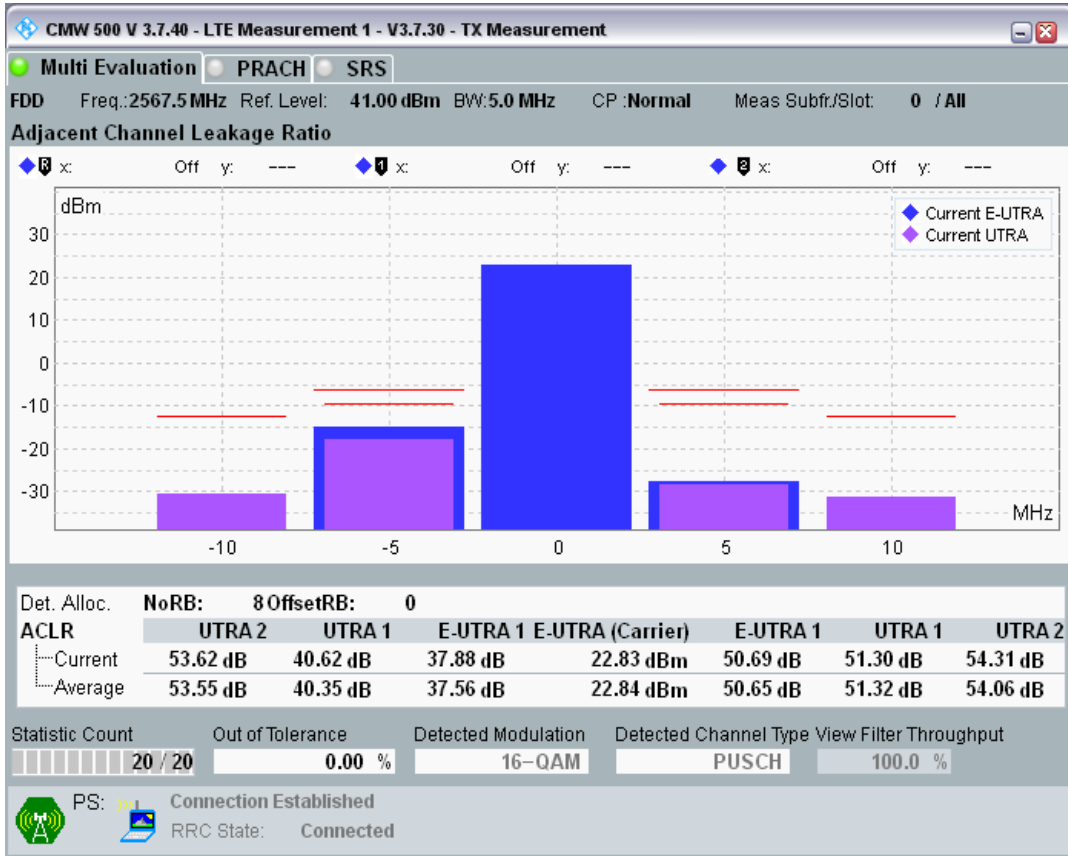 CMW 500 V 3.7.40 - LTE Measurement 1 - V3.7.30 - TX Measurement
Multi Evaluation PRACH SRS
FDD Freq.:2567.5 MHz Ref. Level: 41.00 dBm BW:5.0 MHz CP :Normal Meas Subfr./Slot: 0 / All
Adjacent Channel Leakage Ratio
R x: Off y: --- 1 x: Off y: --- 2 x: Off y: ---
dBm
Current E-UTRA
Current UTRA
30
20
10
0
-10
-20
-30
MHz
-10 -5 0 5 10
Det. Alloc. NoRB: 8 OffsetRB: 0
ACLR UTRA 2 UTRA 1 E-UTRA 1 E-UTRA (Carrier) E-UTRA 1 UTRA 1 UTRA 2
Current 53.62 dB 40.62 dB 37.88 dB 22.83 dBm 50.69 dB 51.30 dB 54.31 dB
Average 53.55 dB 40.35 dB 37.56 dB 22.84 dBm 50.65 dB 51.32 dB 54.06 dB
Statistic Count Out of Tolerance Detected Modulation Detected Channel Type View Filter Throughput
20 / 20 0.00 % 16-QAM PUSCH 100.0 %
PS: Connection Established
RRC State: Connected